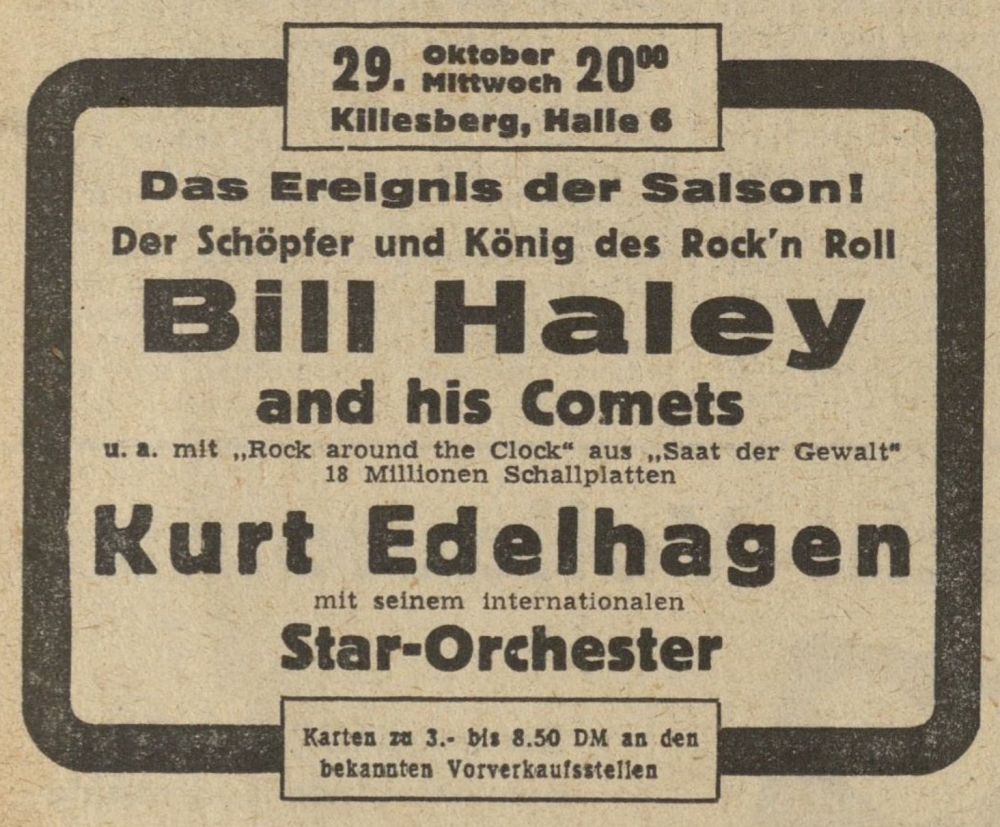 29. Oktober Mittwoch 20⁰⁰
Killesberg, Halle 6
Das Ereignis der Saison!
Der Schöpfer und König des Rock'n Roll
Bill Haley
and his Comets
u. a. mit „Rock around the Clock“ aus „Saat der Gewalt“
18 Millionen Schallplatten
Kurt Edelhagen
mit seinem internationalen
Star-Orchester
Karten zu 3.- bis 8.50 DM an den
bekannten Vorverkaufsstellen